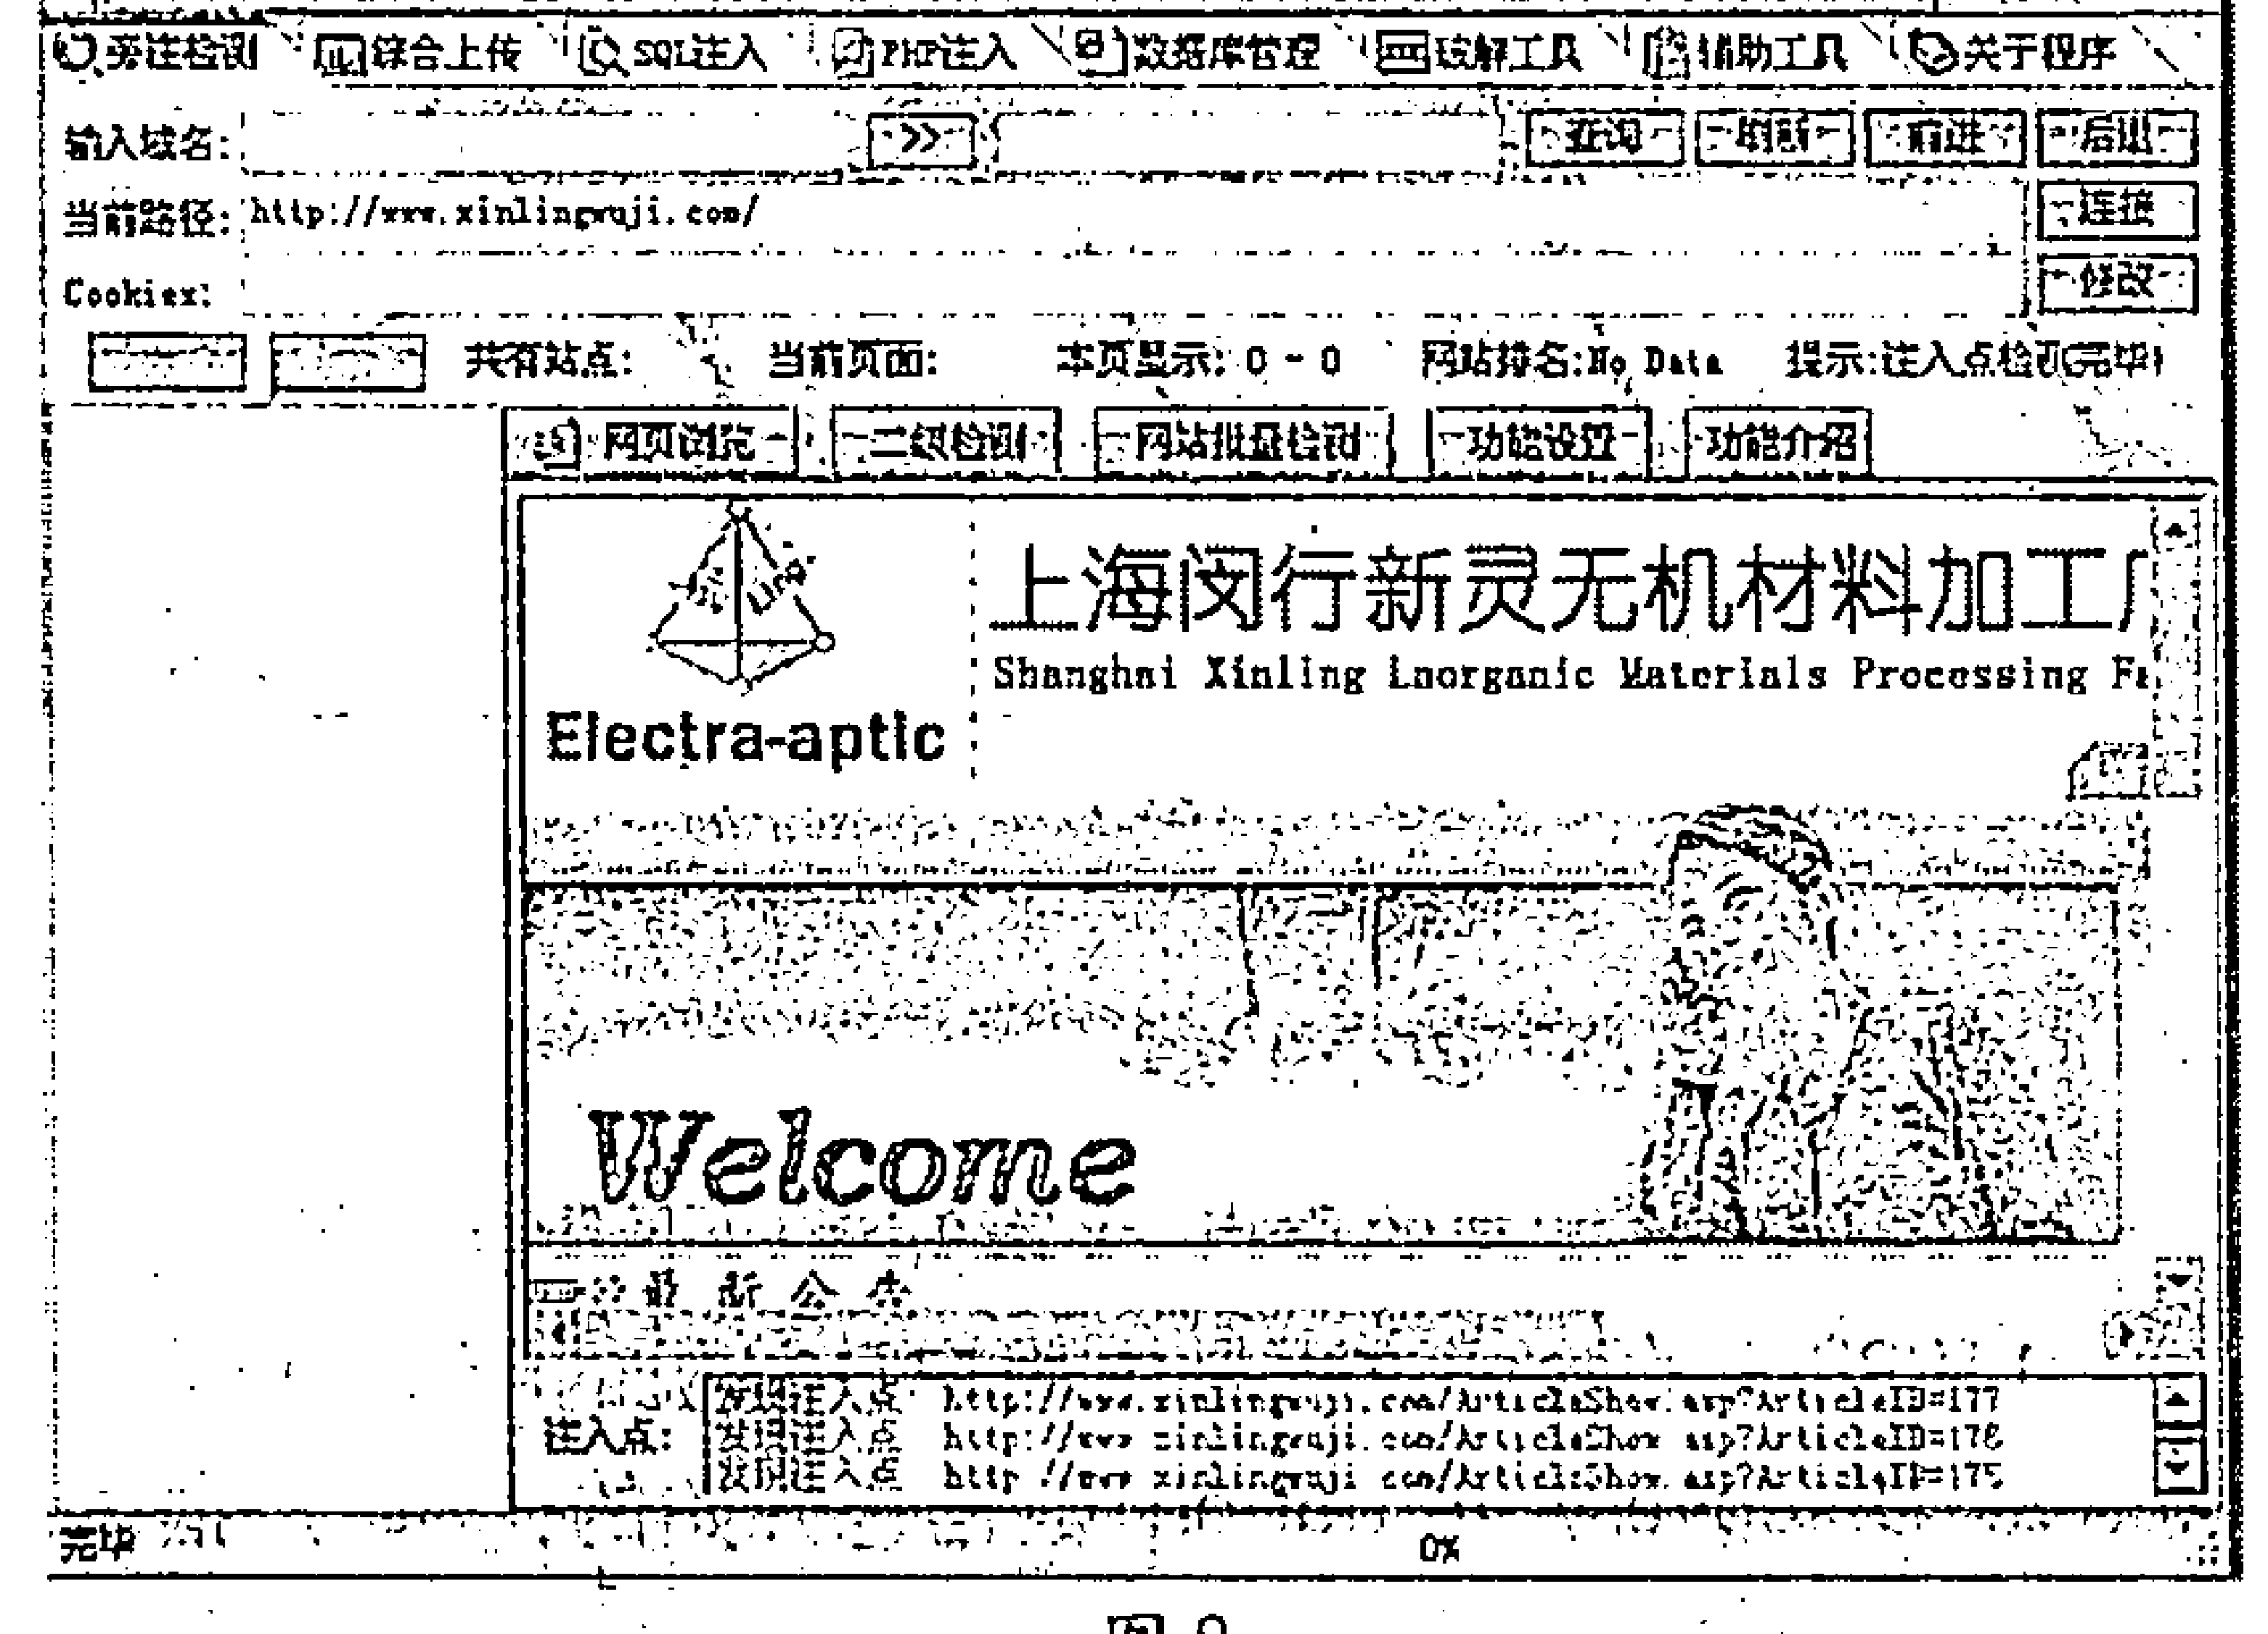 旁注检测 综合上传 SQL注入 PHP注入 数据库管理 破解工具 辅助工具 关于程序
输入域名: >> 查询 前进 后退
当前路径: http://www.xinlingwuji.com/ 连接
Cookies: 修改
共有站点: 当前页面: 本页显示: 0 - 0 网站排名:No Data 提示:注入点检测完毕!
网页浏览 二级检测 网站批量检测 功能设置 功能介绍
上海闵行新灵无机材料加工厂
Shanghai Xinling Lnorganic Materials Processing Fa
Electra-aptic
Welcome
最新公告
注入点:
发现注入点 http://www.xinlingwuji.com/ArticleShow.asp?ArticleID=177
发现注入点 http://www.xinlingwuji.com/ArticleShow.asp?ArticleID=176
发现注入点 http://www.xinlingwuji.com/ArticleShow.asp?ArticleID=175
完毕 0%